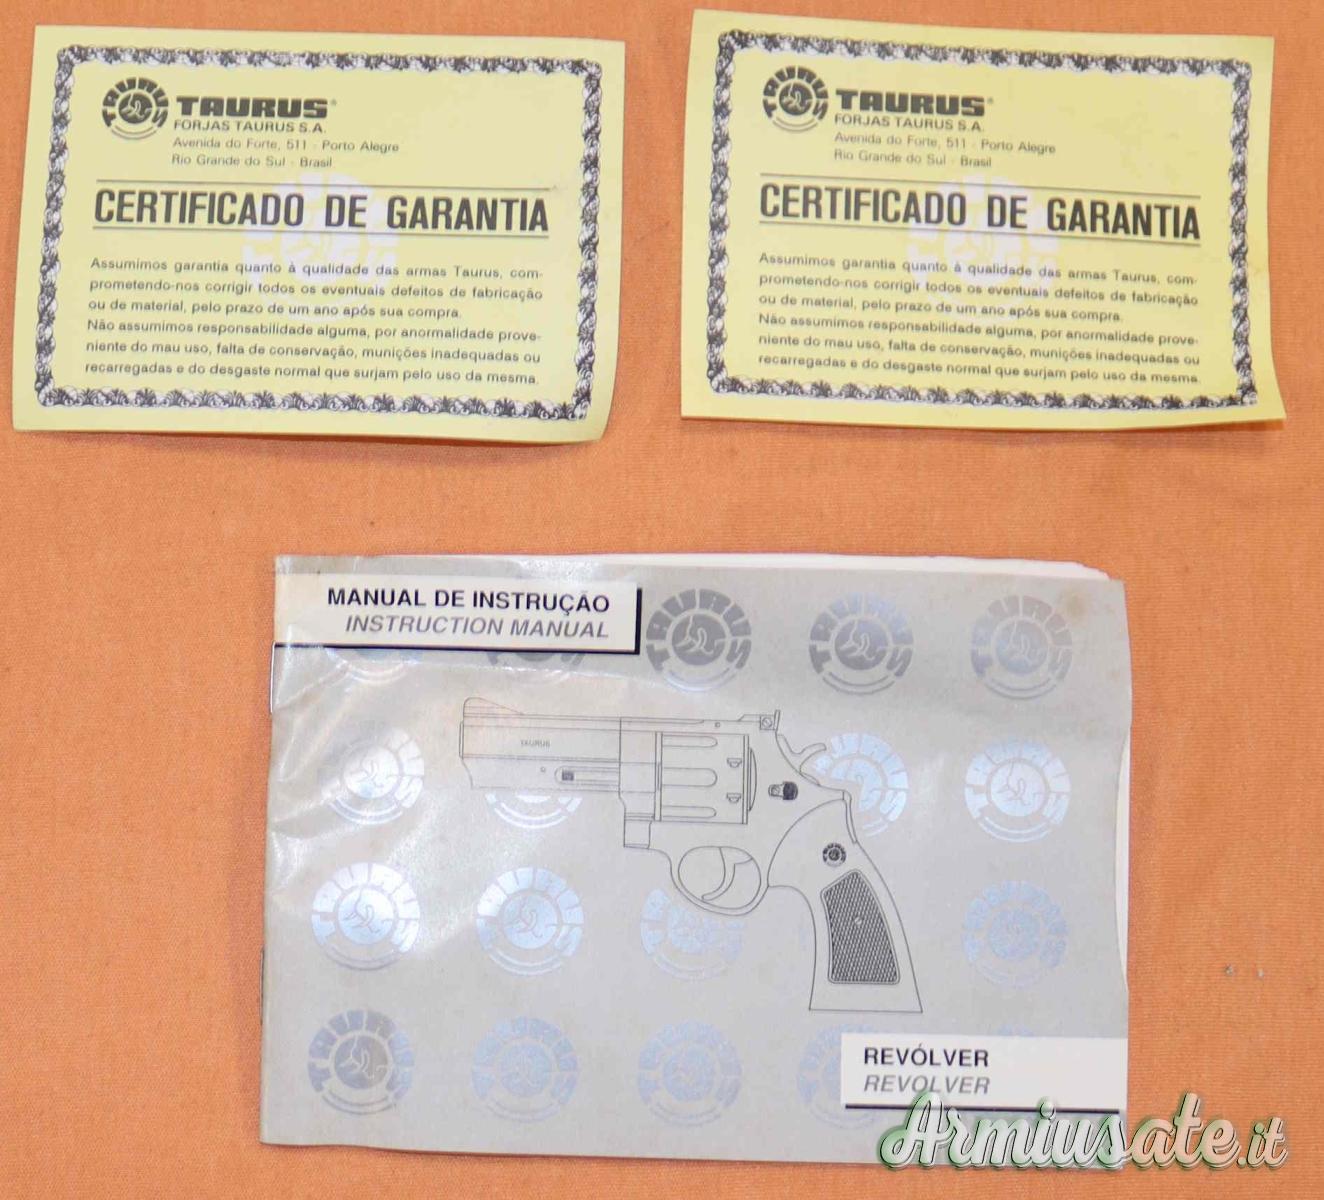 TAURUS
TAURUS®
FORJAS TAURUS S.A.
Avenida do Forte, 511 - Porto Alegre
Rio Grande do Sul - Brasil
CERTIFICADO DE GARANTIA
Assumimos garantia quanto à qualidade das armas Taurus, com-
prometendo-nos corrigir todos os eventuais defeitos de fabricação
ou de material, pelo prazo de um ano após sua compra.
Não assumimos responsabilidade alguma, por anormalidade prove-
niente do mau uso, falta de conservação, munições inadequadas ou
recarregadas e do desgaste normal que surjam pelo uso da mesma.
TAURUS
TAURUS®
FORJAS TAURUS S.A.
Avenida do Forte, 511 - Porto Alegre
Rio Grande do Sul - Brasil
CERTIFICADO DE GARANTIA
Assumimos garantia quanto à qualidade das armas Taurus, com-
prometendo-nos corrigir todos os eventuais defeitos de fabricação
ou de material, pelo prazo de um ano após sua compra.
Não assumimos responsabilidade alguma, por anormalidade prove-
niente do mau uso, falta de conservação, munições inadequadas ou
recarregadas e do desgaste normal que surjam pelo uso da mesma.
MANUAL DE INSTRUÇÃO
INSTRUCTION MANUAL
TAURUS
REVÓLVER
REVOLVER
Armiusate.it